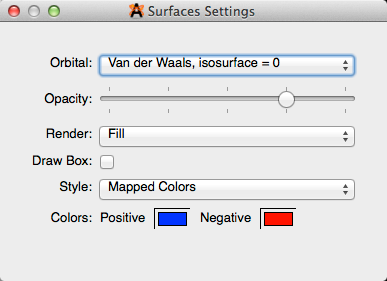 Surfaces Settings
Orbital: Van der Waals, isosurface = 0
Opacity:
Render: Fill
Draw Box:
Style: Mapped Colors
Colors: Positive Negative